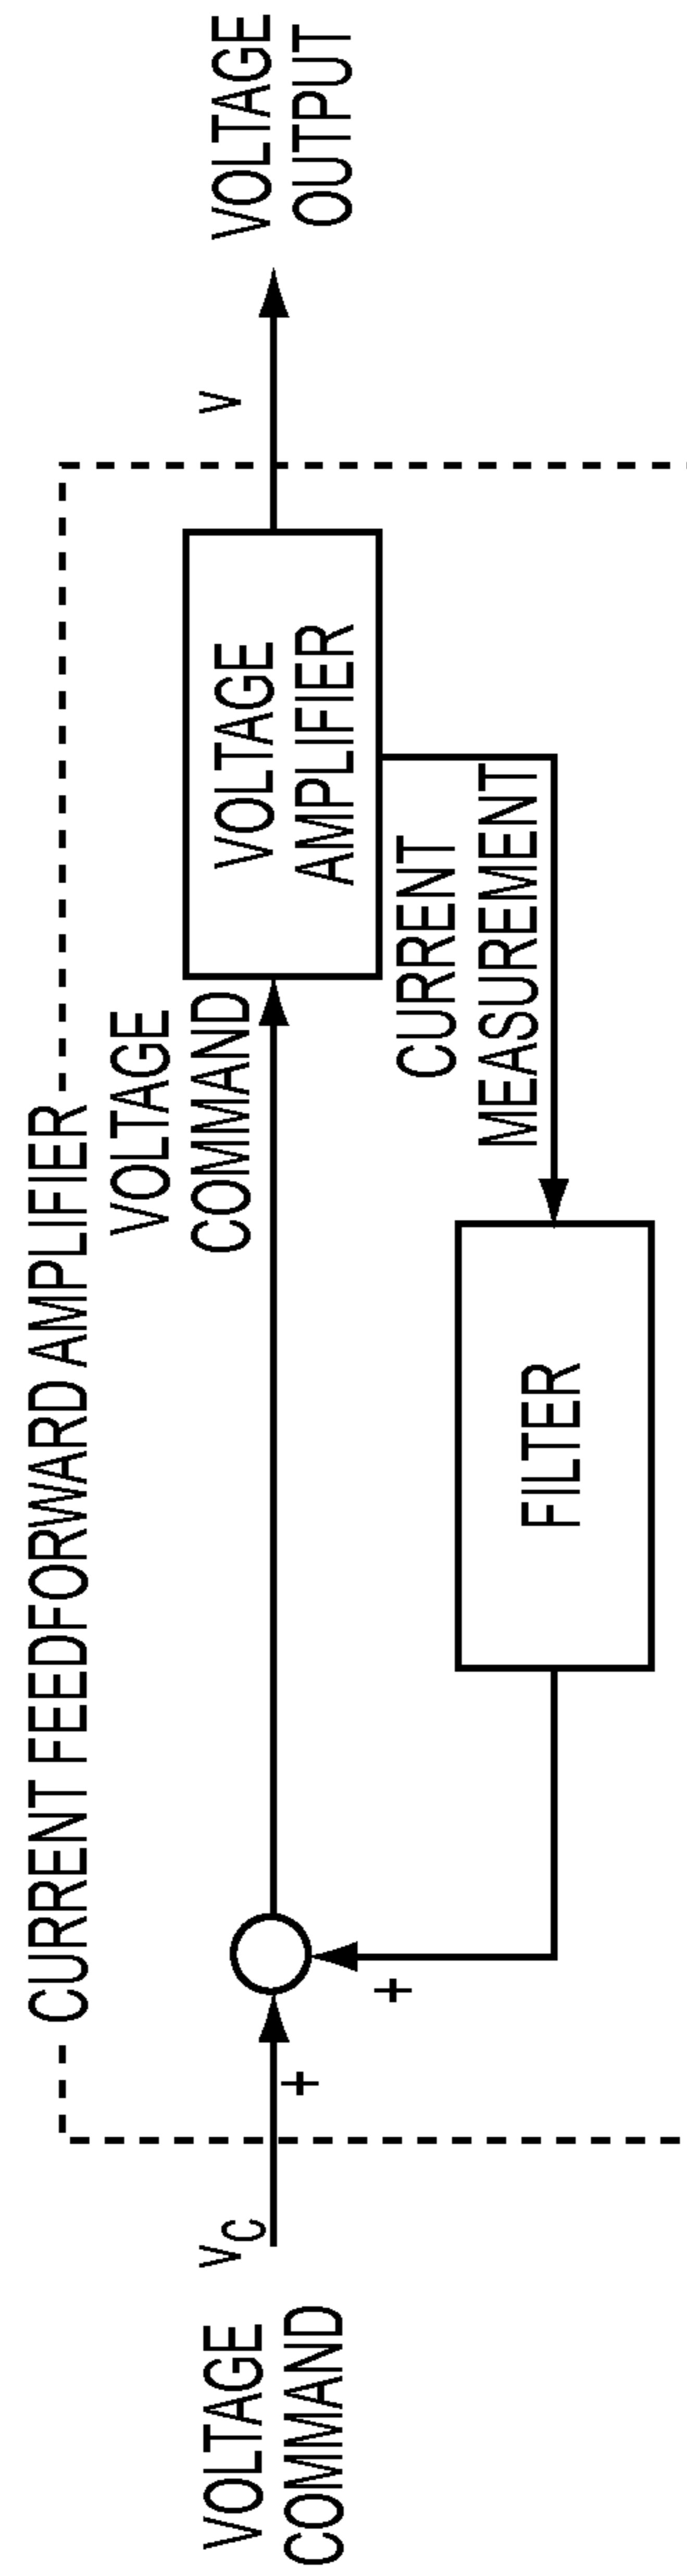 CURRENT FEEDFORWARD AMPLIFIER
VOLTAGE
COMMAND
VC
+
+
VOLTAGE
COMMAND
VOLTAGE
AMPLIFIER
V
VOLTAGE
OUTPUT
CURRENT
MEASUREMENT
FILTER